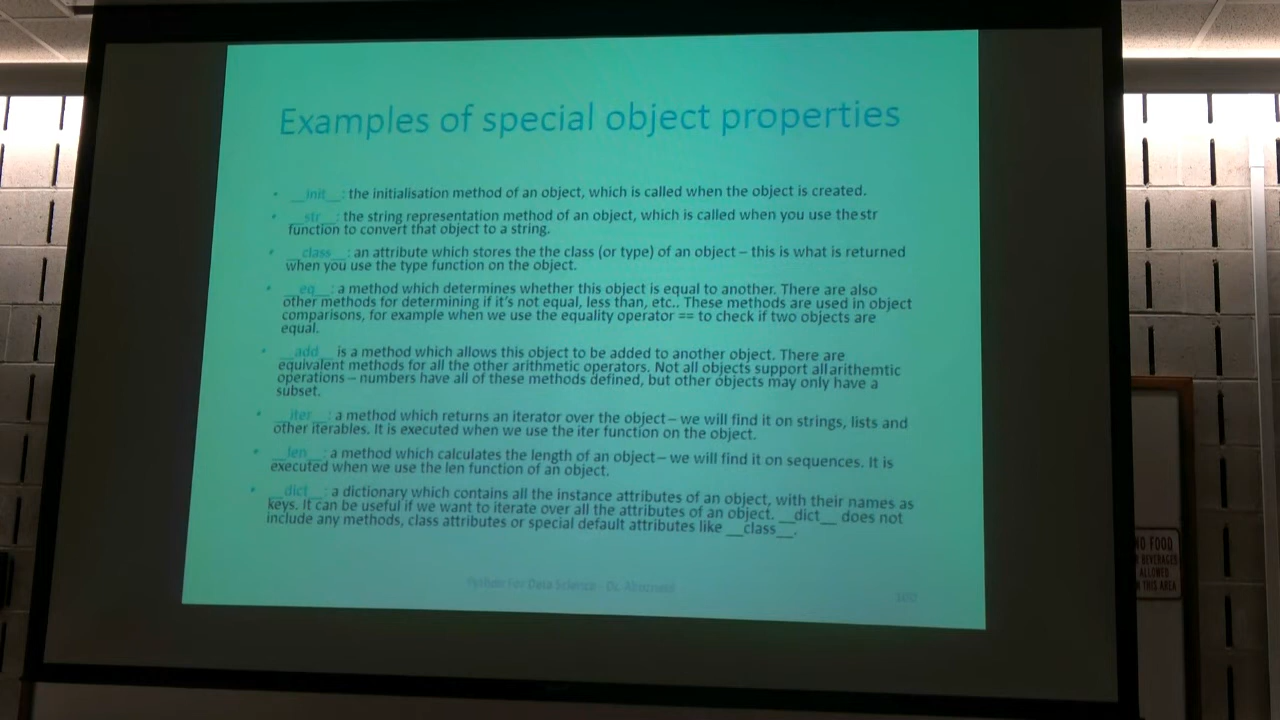 Examples of special object properties
• __init__: the initialisation method of an object, which is called when the object is created.
• __str__: the string representation method of an object, which is called when you use the str
function to convert that object to a string.
• __class__: an attribute which stores the the class (or type) of an object – this is what is returned
when you use the type function on the object.
• __eq__: a method which determines whether this object is equal to another. There are also
other methods for determining if it's not equal, less than, etc.. These methods are used in object
comparisons, for example when we use the equality operator == to check if two objects are
equal.
• __add__ is a method which allows this object to be added to another object. There are
equivalent methods for all the other arithmetic operators. Not all objects support all arithemtic
operations – numbers have all of these methods defined, but other objects may only have a
subset.
• __iter__: a method which returns an iterator over the object – we will find it on strings, lists and
other iterables. It is executed when we use the iter function on the object.
• __len__: a method which calculates the length of an object – we will find it on sequences. It is
executed when we use the len function of an object.
• __dict__: a dictionary which contains all the instance attributes of an object, with their names as
keys. It can be useful if we want to iterate over all the attributes of an object. __dict__ does not
include any methods, class attributes or special default attributes like __class__.
Python For Data Science - Dr.
NO FOOD
BEVERAGES
ALLOWED
THIS AREA